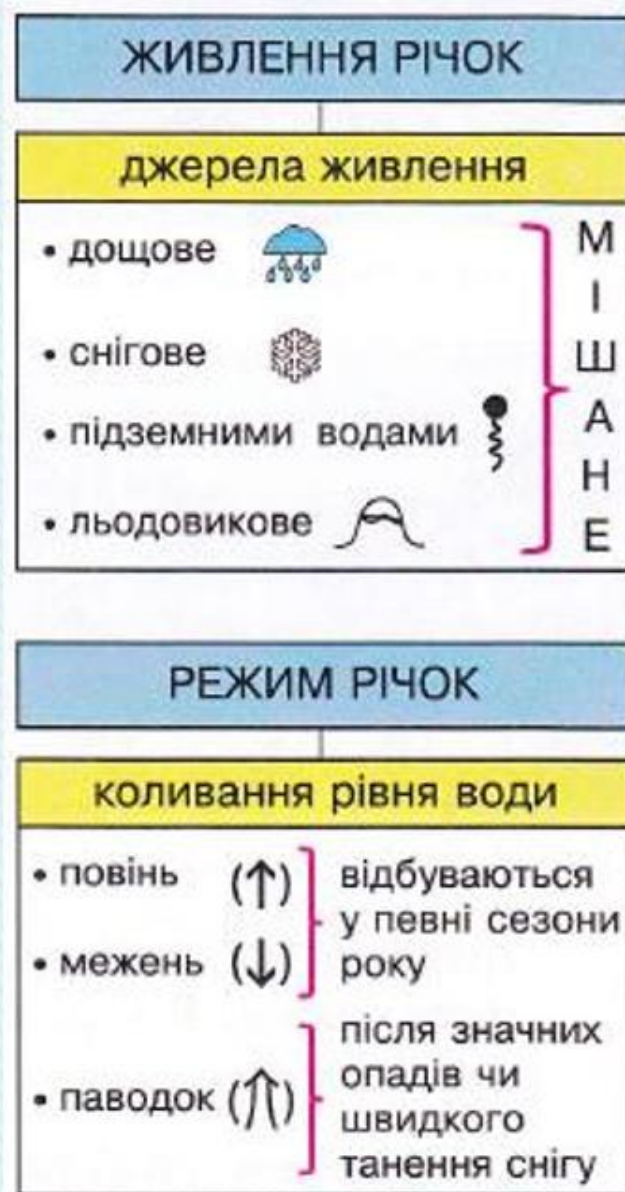 ЖИВЛЕННЯ РІЧОК
джерела живлення
• дощове
• снігове
• підземними водами
• льодовикове
М
І
Ш
А
Н
Е
РЕЖИМ РІЧОК
коливання рівня води
• повінь (↑)
• межень (↓)
відбуваються
у певні сезони
року
• паводок (⇑)
після значних
опадів чи
швидкого
танення снігу